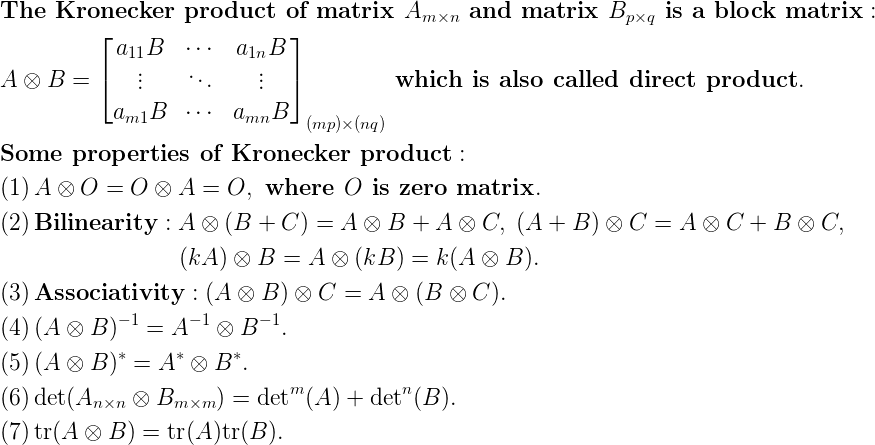 The Kronecker product of matrix $A_{m \times n}$ and matrix $B_{p \times q}$ is a block matrix :
$A \otimes B = \begin{bmatrix} a_{11}B & \cdots & a_{1n}B \\ \vdots & \ddots & \vdots \\ a_{m1}B & \cdots & a_{mn}B \end{bmatrix}_{(mp) \times (nq)}$ which is also called direct product.
Some properties of Kronecker product :
(1) $A \otimes O = O \otimes A = O$, where $O$ is zero matrix.
(2) Bilinearity : $A \otimes (B + C) = A \otimes B + A \otimes C, \ (A + B) \otimes C = A \otimes C + B \otimes C,$
$(kA) \otimes B = A \otimes (kB) = k(A \otimes B).$
(3) Associativity : $(A \otimes B) \otimes C = A \otimes (B \otimes C).$
(4) $(A \otimes B)^{-1} = A^{-1} \otimes B^{-1}.$
(5) $(A \otimes B)^{*} = A^{*} \otimes B^{*}.$
(6) $\det(A_{n \times n} \otimes B_{m \times m}) = \det^{m}(A) + \det^{n}(B).$
(7) $\mathrm{tr}(A \otimes B) = \mathrm{tr}(A)\mathrm{tr}(B).$